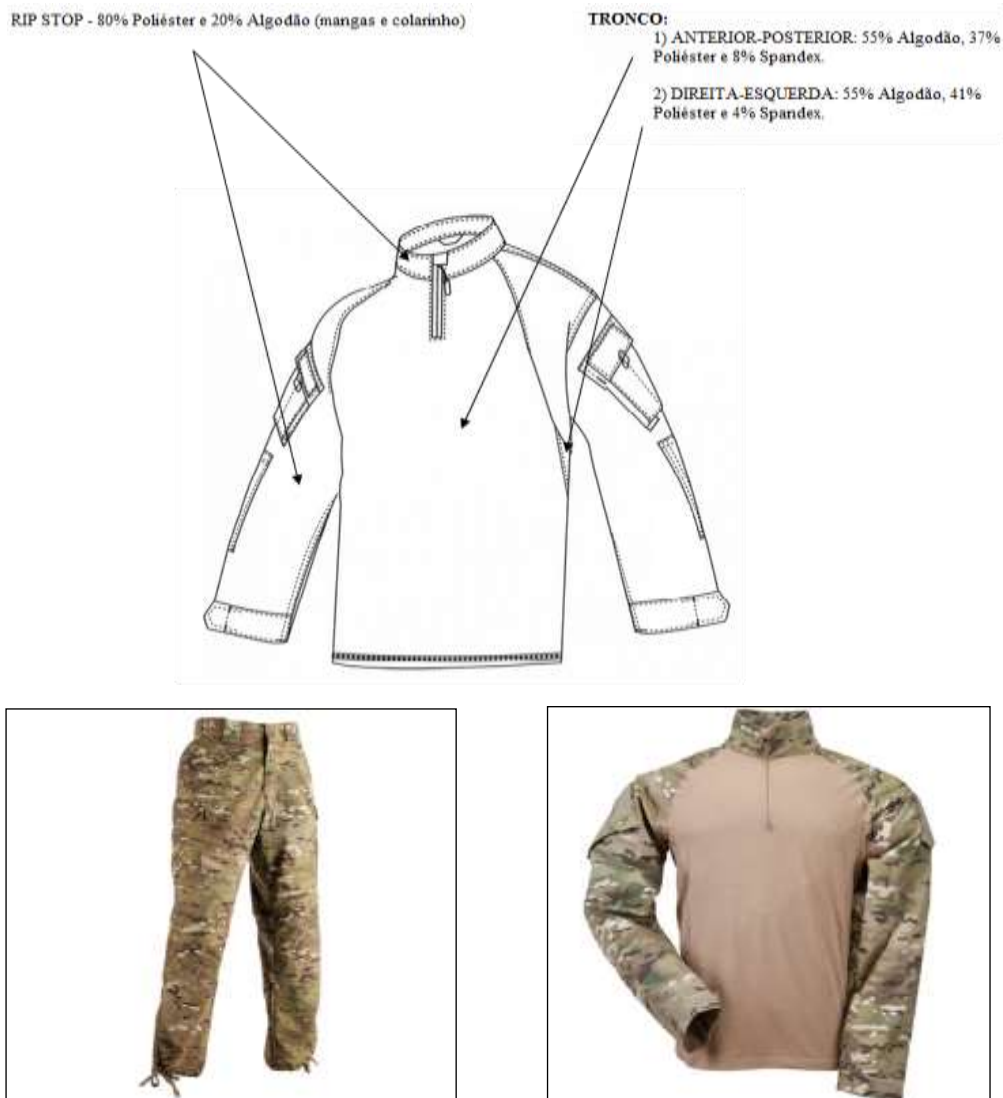 RIP STOP - 80% Poliéster e 20% Algodão (mangas e colarinho)
TRONCO:
1) ANTERIOR-POSTERIOR: 55% Algodão, 37%
Poliéster e 8% Spandex.
2) DIREITA-ESQUERDA: 55% Algodão, 41%
Poliéster e 4% Spandex.